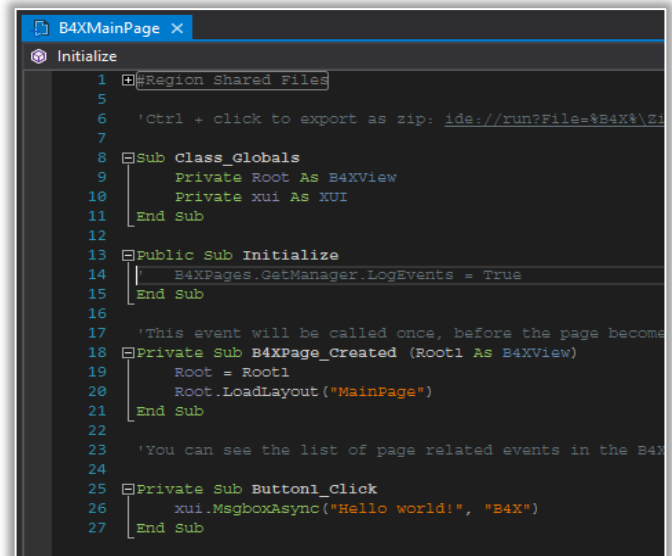 B4XMainPage ×
Initialize
1 #Region Shared Files
5
6 'Ctrl + click to export as zip: ide://run?File=%B4X%\Zi
7
8 Sub Class_Globals
9 Private Root As B4XView
10 Private xui As XUI
11 End Sub
12
13 Public Sub Initialize
14 ' B4XPages.GetManager.LogEvents = True
15 End Sub
16
17 'This event will be called once, before the page become
18 Private Sub B4XPage_Created (Root1 As B4XView)
19 Root = Root1
20 Root.LoadLayout("MainPage")
21 End Sub
22
23 'You can see the list of page related events in the B4X
24
25 Private Sub Button1_Click
26 xui.MsgboxAsync("Hello world!", "B4X")
27 End Sub